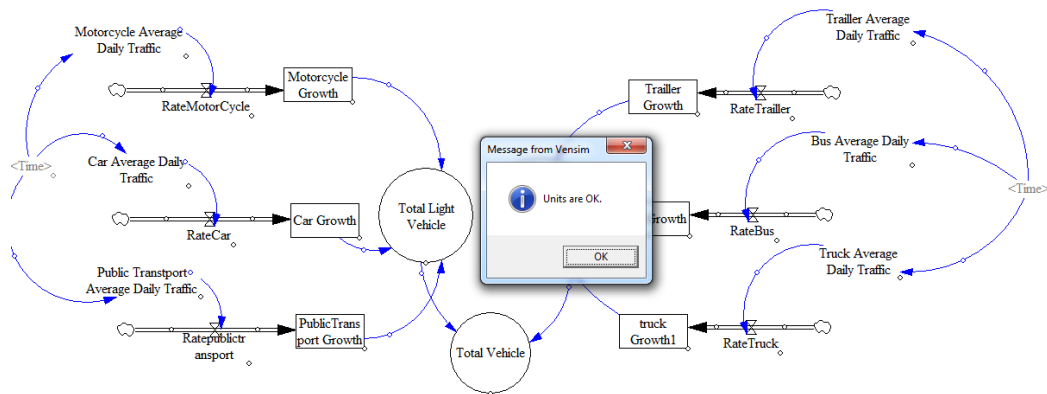 Motorcycle Average
Daily Traffic
RateMotorCycle
Motorcycle
Growth
<Time>
Car Average Daily
Traffic
RateCar
Car Growth
Total Light
Vehicle
Public Transtport
Average Daily Traffic
Ratepublictr
ansport
PublicTrans
port Growth
Total Vehicle
Message from Vensim
Units are OK.
OK
Trailler Average
Daily Traffic
Trailler
Growth
RateTrailler
Bus Average Daily
Traffic
<Time>
Growth
RateBus
Truck Average
Daily Traffic
truck
Growth1
RateTruck